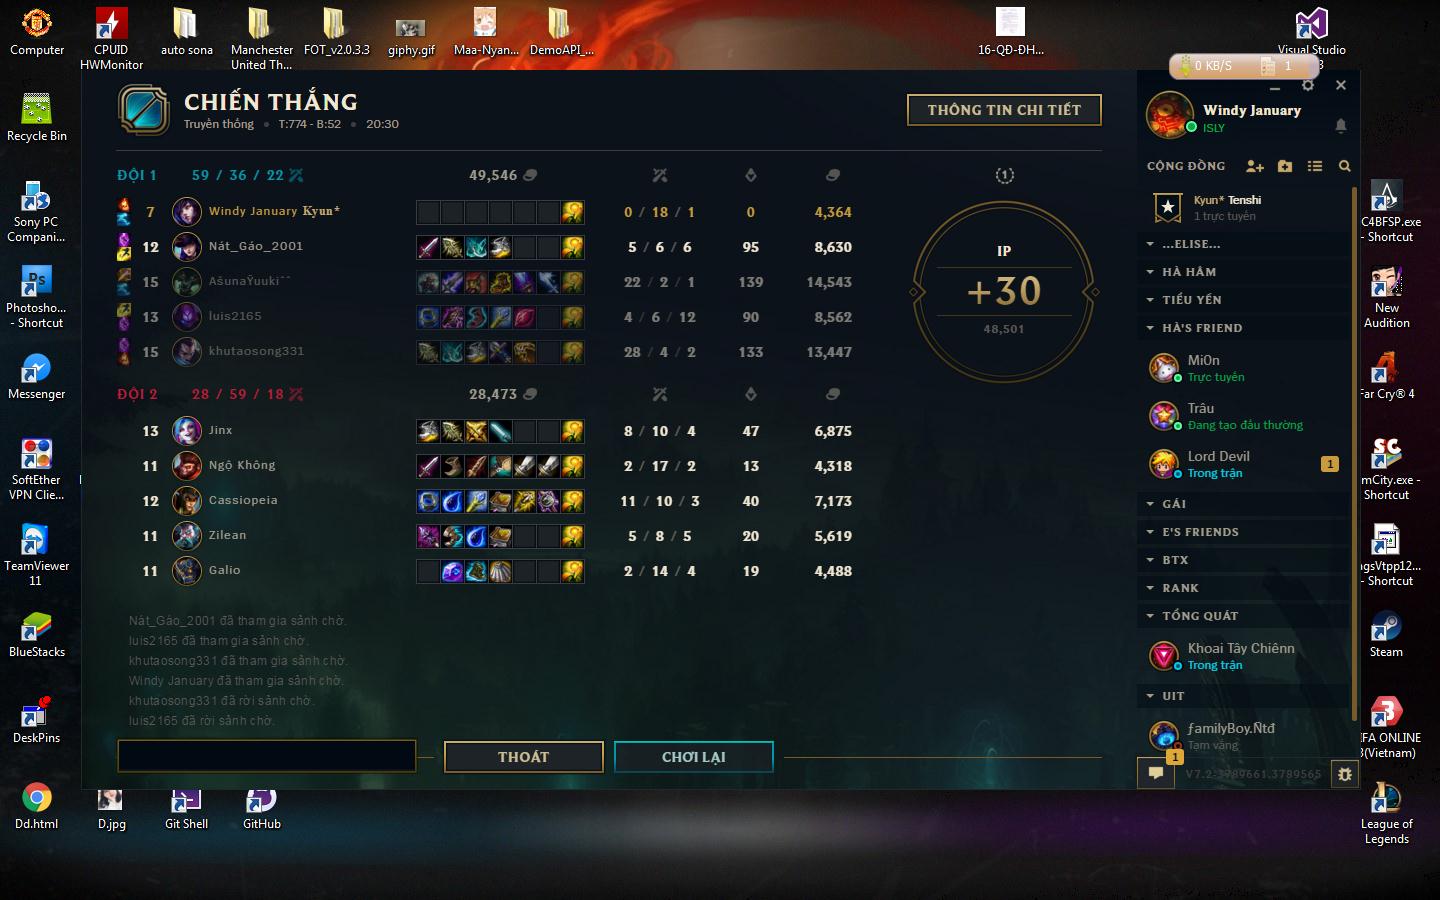 Computer
CPUID HWMonitor
auto sona
Manchester United Th...
FOT_v2.0.3.3
giphy.gif
Maa-Nyan...
DemoAPI_...
16-QĐ-ĐH...
Visual Studio
0 KB/S
1
3
CHIẾN THẮNG
Truyền thống • T:774 - B:52 • 20:30
THÔNG TIN CHI TIẾT
Windy January
ISLY
Recycle Bin
CỘNG ĐỒNG
ĐỘI 1 59 / 36 / 22 49,546
1
7 Windy January Kyun* 0 / 18 / 1 0 4,364
12 Nát_Gáo_2001 5 / 6 / 6 95 8,630
15 AšunaŸuukiˆˆ 22 / 2 / 1 139 14,543
13 luis2165 4 / 6 / 12 90 8,562
15 khutaosong331 28 / 4 / 2 133 13,447
IP
+30
48,501
ĐỘI 2 28 / 59 / 18 28,473
13 Jinx 8 / 10 / 4 47 6,875
11 Ngộ Không 2 / 17 / 2 13 4,318
12 Cassiopeia 11 / 10 / 3 40 7,173
11 Zilean 5 / 8 / 5 20 5,619
11 Galio 2 / 14 / 4 19 4,488
Nát_Gáo_2001 đã tham gia sảnh chờ.
luis2165 đã tham gia sảnh chờ.
khutaosong331 đã tham gia sảnh chờ.
Windy January đã tham gia sảnh chờ.
khutaosong331 đã rời sảnh chờ.
luis2165 đã rời sảnh chờ.
THOÁT
CHƠI LẠI
Kyun* Tenshi
1 trực tuyến
...ELISE...
HÀ HÂM
TIỂU YẾN
HÀ'S FRIEND
Mi0n
Trực tuyến
Trâu
Đang tạo đấu thường
Lord Devil
Trong trận
1
GÁI
E'S FRIENDS
BTX
RANK
TỔNG QUÁT
Khoai Tây Chiênn
Trong trận
UIT
ƒamilyBoy.Ñtđ
Tạm vắng
1
V7.2-3789661.3789565
Sony PC Compani...
Ps
Photosho... - Shortcut
Messenger
SoftEther VPN Clie...
TeamViewer 11
BlueStacks
DeskPins
Dd.html
D.jpg
Git Shell
GitHub
C4BFSP.exe - Shortcut
New Audition
Far Cry® 4
SC
mCity.exe - Shortcut
ngsVtpp12... - Shortcut
Steam
3
FA ONLINE 3(Vietnam)
League of Legends